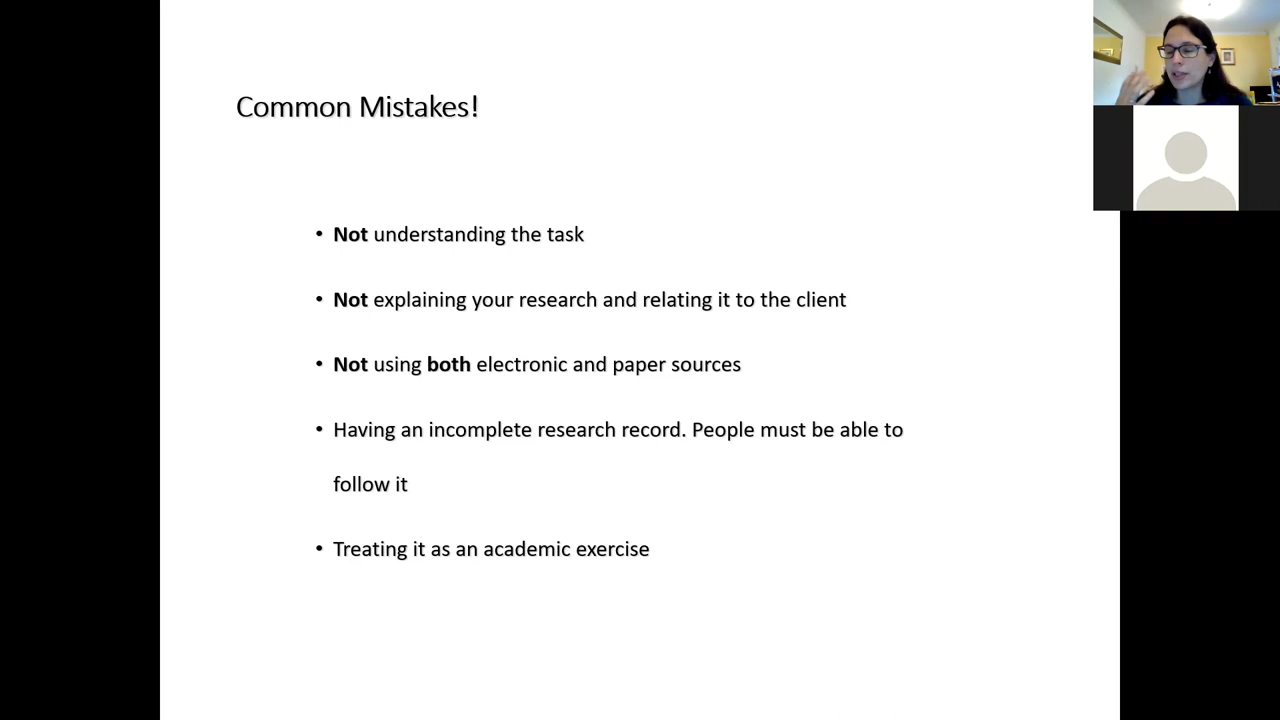 Common Mistakes!
• Not understanding the task
• Not explaining your research and relating it to the client
• Not using both electronic and paper sources
• Having an incomplete research record. People must be able to
follow it
• Treating it as an academic exercise